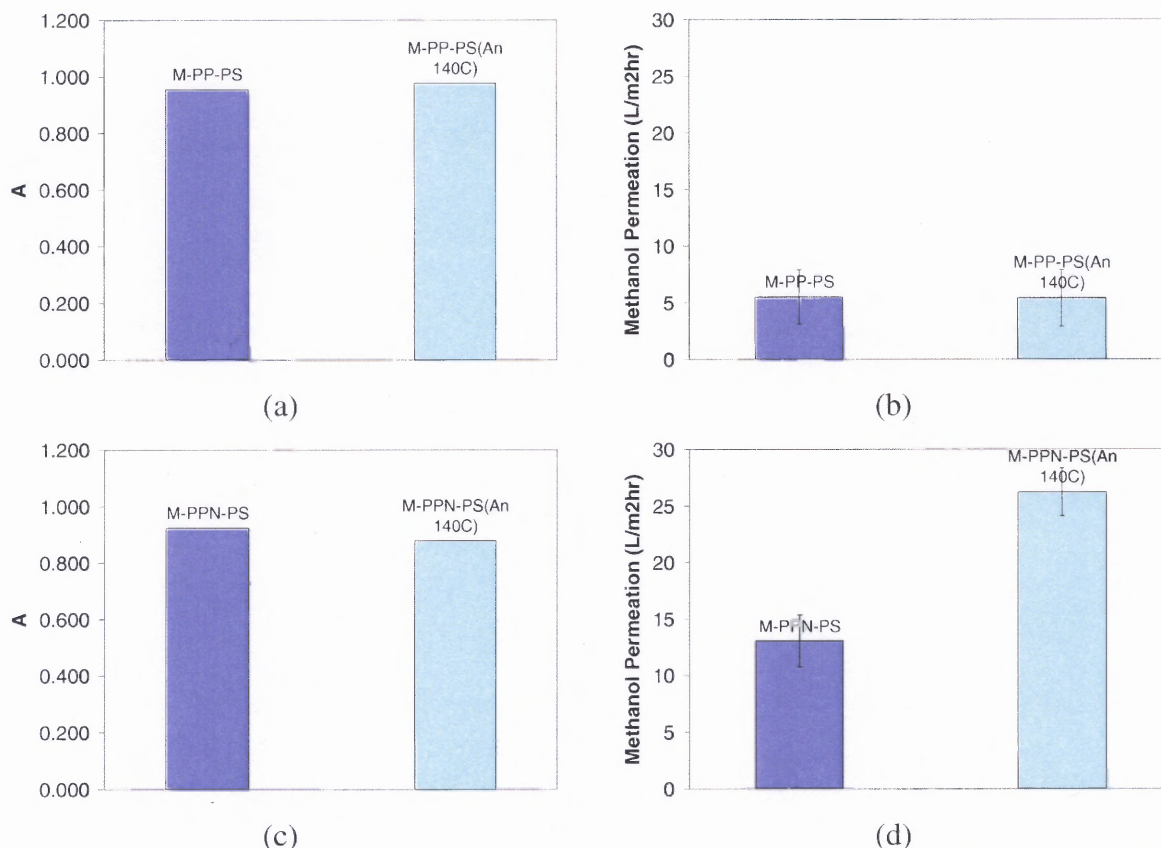 1.200
1.000
0.800
0.600
0.400
0.200
0.000
A
M-PP-PS
M-PP-PS(An
140C)
(a)
30
25
20
15
10
5
0
Methanol Permeation (L/m2hr)
M-PP-PS
M-PP-PS(An
140C)
(b)
1.200
1.000
0.800
0.600
0.400
0.200
0.000
A
M-PPN-PS
M-PPN-PS(An
140C)
(c)
30
25
20
15
10
5
0
Methanol Permeation (L/m2hr)
M-PPN-PS
M-PPN-PS(An
140C)
(d)